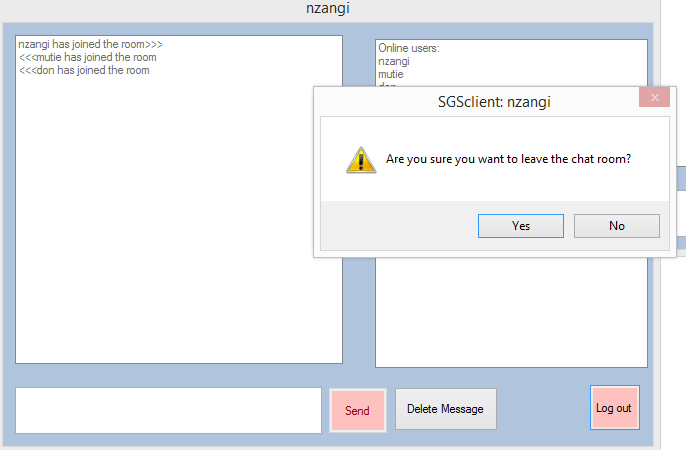 nzangi
nzangi has joined the room>>>
<<<mutie has joined the room
<<<don has joined the room
Online users:
nzangi
mutie
don
SGSclient: nzangi
Are you sure you want to leave the chat room?
Yes
No
Send
Delete Message
Log out